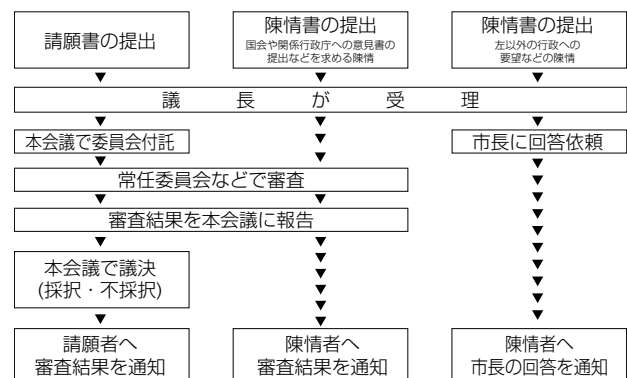 請願書の提出
陳情書の提出
国会や関係行政庁への意見書の
提出などを求める陳情
陳情書の提出
左以外の行政への
要望などの陳情
議長が受理
本会議で委員会付託
市長に回答依頼
常任委員会などで審査
審査結果を本会議に報告
本会議で議決
(採択・不採択)
請願者へ
審査結果を通知
陳情者へ
審査結果を通知
陳情者へ
市長の回答を通知